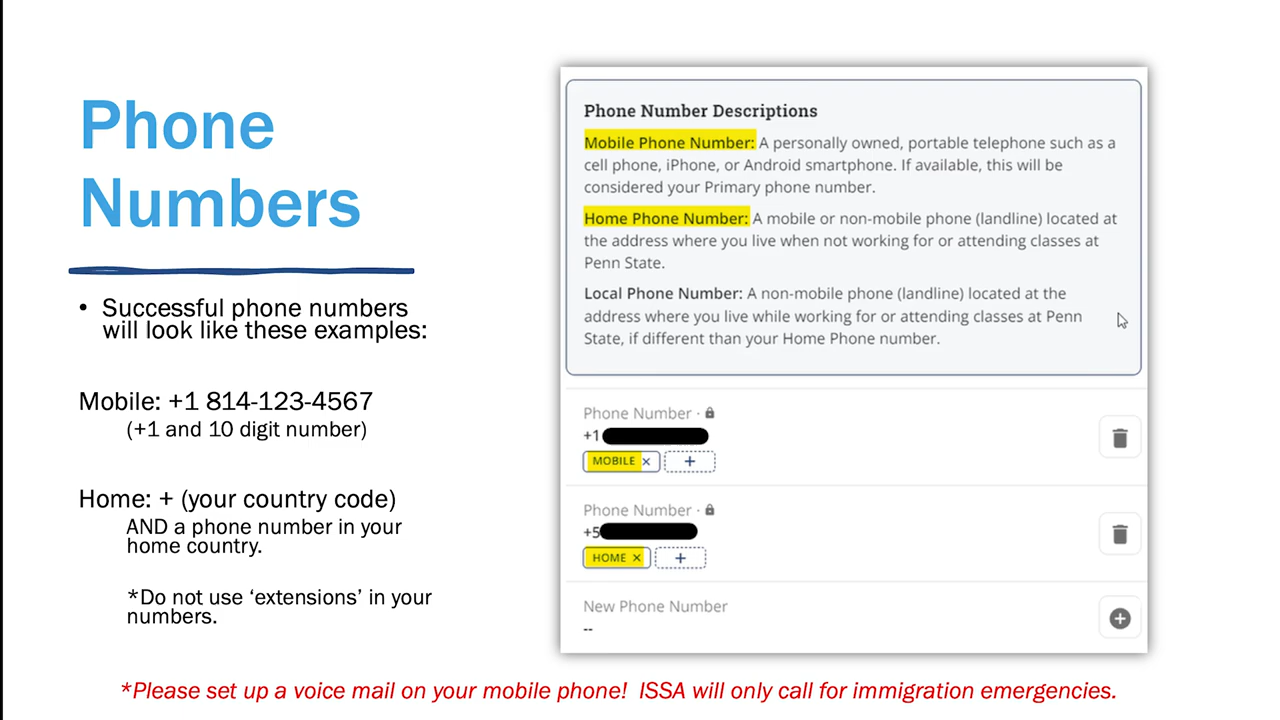 Phone
Numbers
• Successful phone numbers
will look like these examples:
Mobile: +1 814-123-4567
(+1 and 10 digit number)
Home: + (your country code)
AND a phone number in your
home country.
*Do not use ‘extensions’ in your
numbers.
Phone Number Descriptions
Mobile Phone Number: A personally owned, portable telephone such as a
cell phone, iPhone, or Android smartphone. If available, this will be
considered your Primary phone number.
Home Phone Number: A mobile or non-mobile phone (landline) located at
the address where you live when not working for or attending classes at
Penn State.
Local Phone Number: A non-mobile phone (landline) located at the
address where you live while working for or attending classes at Penn
State, if different than your Home Phone number.
Phone Number ·
+1
MOBILE × +
Phone Number ·
+5
HOME × +
New Phone Number
--
*Please set up a voice mail on your mobile phone! ISSA will only call for immigration emergencies.